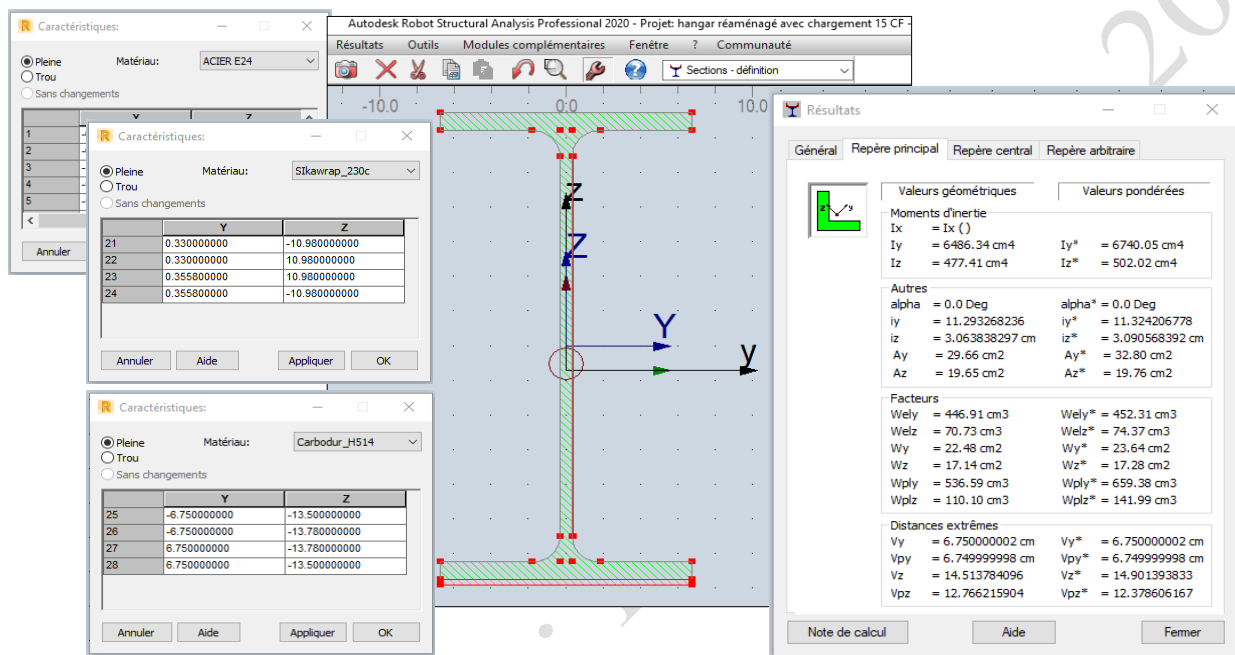 Autodesk Robot Structural Analysis Professional 2020 - Projet: hangar réaménagé avec chargement 15 CF -
Résultats Outils Modules complémentaires Fenêtre ? Communauté
Sections - définition
-10.0 0.0 10.0
z
Z
Y
y
Caractéristiques:
Pleine Matériau: ACIER E24
Trou
Sans changements
Y Z
1
2
3
4
5
Annuler
Caractéristiques:
Pleine Matériau: SIkawrap_230c
Trou
Sans changements
Y Z
21 0.330000000 -10.980000000
22 0.330000000 10.980000000
23 0.355800000 10.980000000
24 0.355800000 -10.980000000
Annuler Aide Appliquer OK
Caractéristiques:
Pleine Matériau: Carbodur_H514
Trou
Sans changements
Y Z
25 -6.750000000 -13.500000000
26 -6.750000000 -13.780000000
27 6.750000000 -13.780000000
28 6.750000000 -13.500000000
Annuler Aide Appliquer OK
Résultats
Général Repère principal Repère central Repère arbitraire
z y
Valeurs géométriques Valeurs pondérées
Moments d'inertie
Ix = Ix ()
Iy = 6486.34 cm4 Iy* = 6740.05 cm4
Iz = 477.41 cm4 Iz* = 502.02 cm4
Autres
alpha = 0.0 Deg alpha* = 0.0 Deg
iy = 11.293268236 iy* = 11.324206778
iz = 3.063838297 cm iz* = 3.090568392 cm
Ay = 29.66 cm2 Ay* = 32.80 cm2
Az = 19.65 cm2 Az* = 19.76 cm2
Facteurs
Wely = 446.91 cm3 Wely* = 452.31 cm3
Welz = 70.73 cm3 Welz* = 74.37 cm3
Wy = 22.48 cm2 Wy* = 23.64 cm2
Wz = 17.14 cm2 Wz* = 17.28 cm2
Wply = 536.59 cm3 Wply* = 659.38 cm3
Wplz = 110.10 cm3 Wplz* = 141.99 cm3
Distances extrêmes
Vy = 6.750000002 cm Vy* = 6.750000002 cm
Vpy = 6.749999998 cm Vpy* = 6.749999998 cm
Vz = 14.513784096 Vz* = 14.901393833
Vpz = 12.766215904 Vpz* = 12.378606167
Note de calcul Aide Fermer